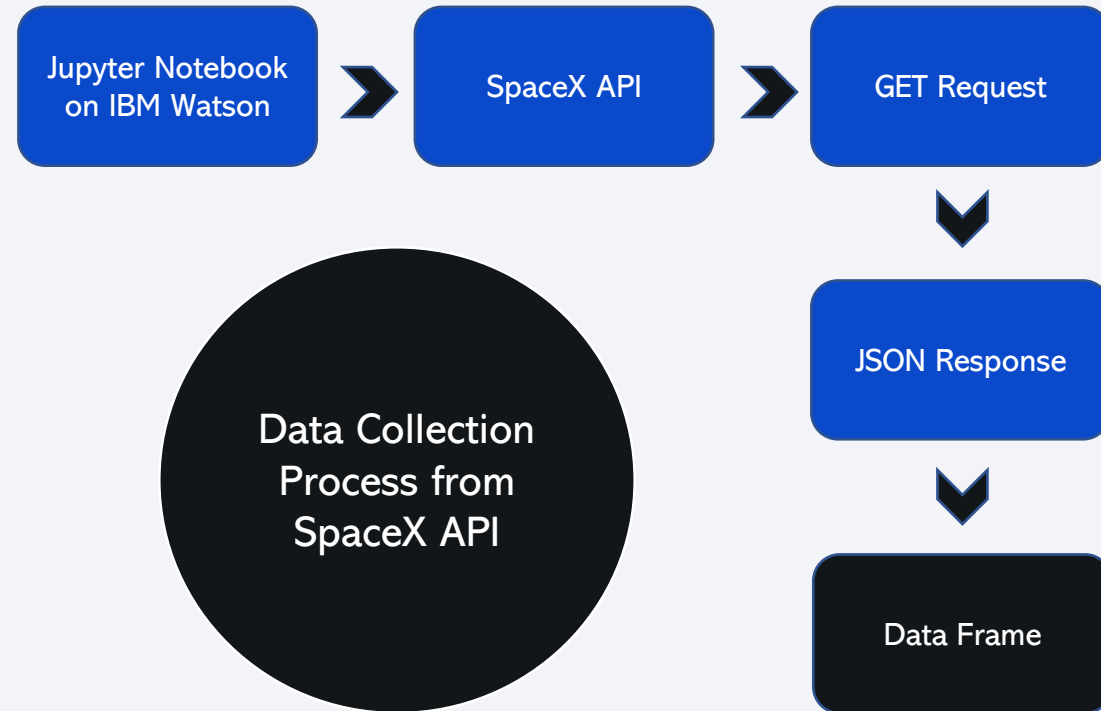 Jupyter Notebook
on IBM Watson
SpaceX API
GET Request
JSON Response
Data Collection
Process from
SpaceX API
Data Frame